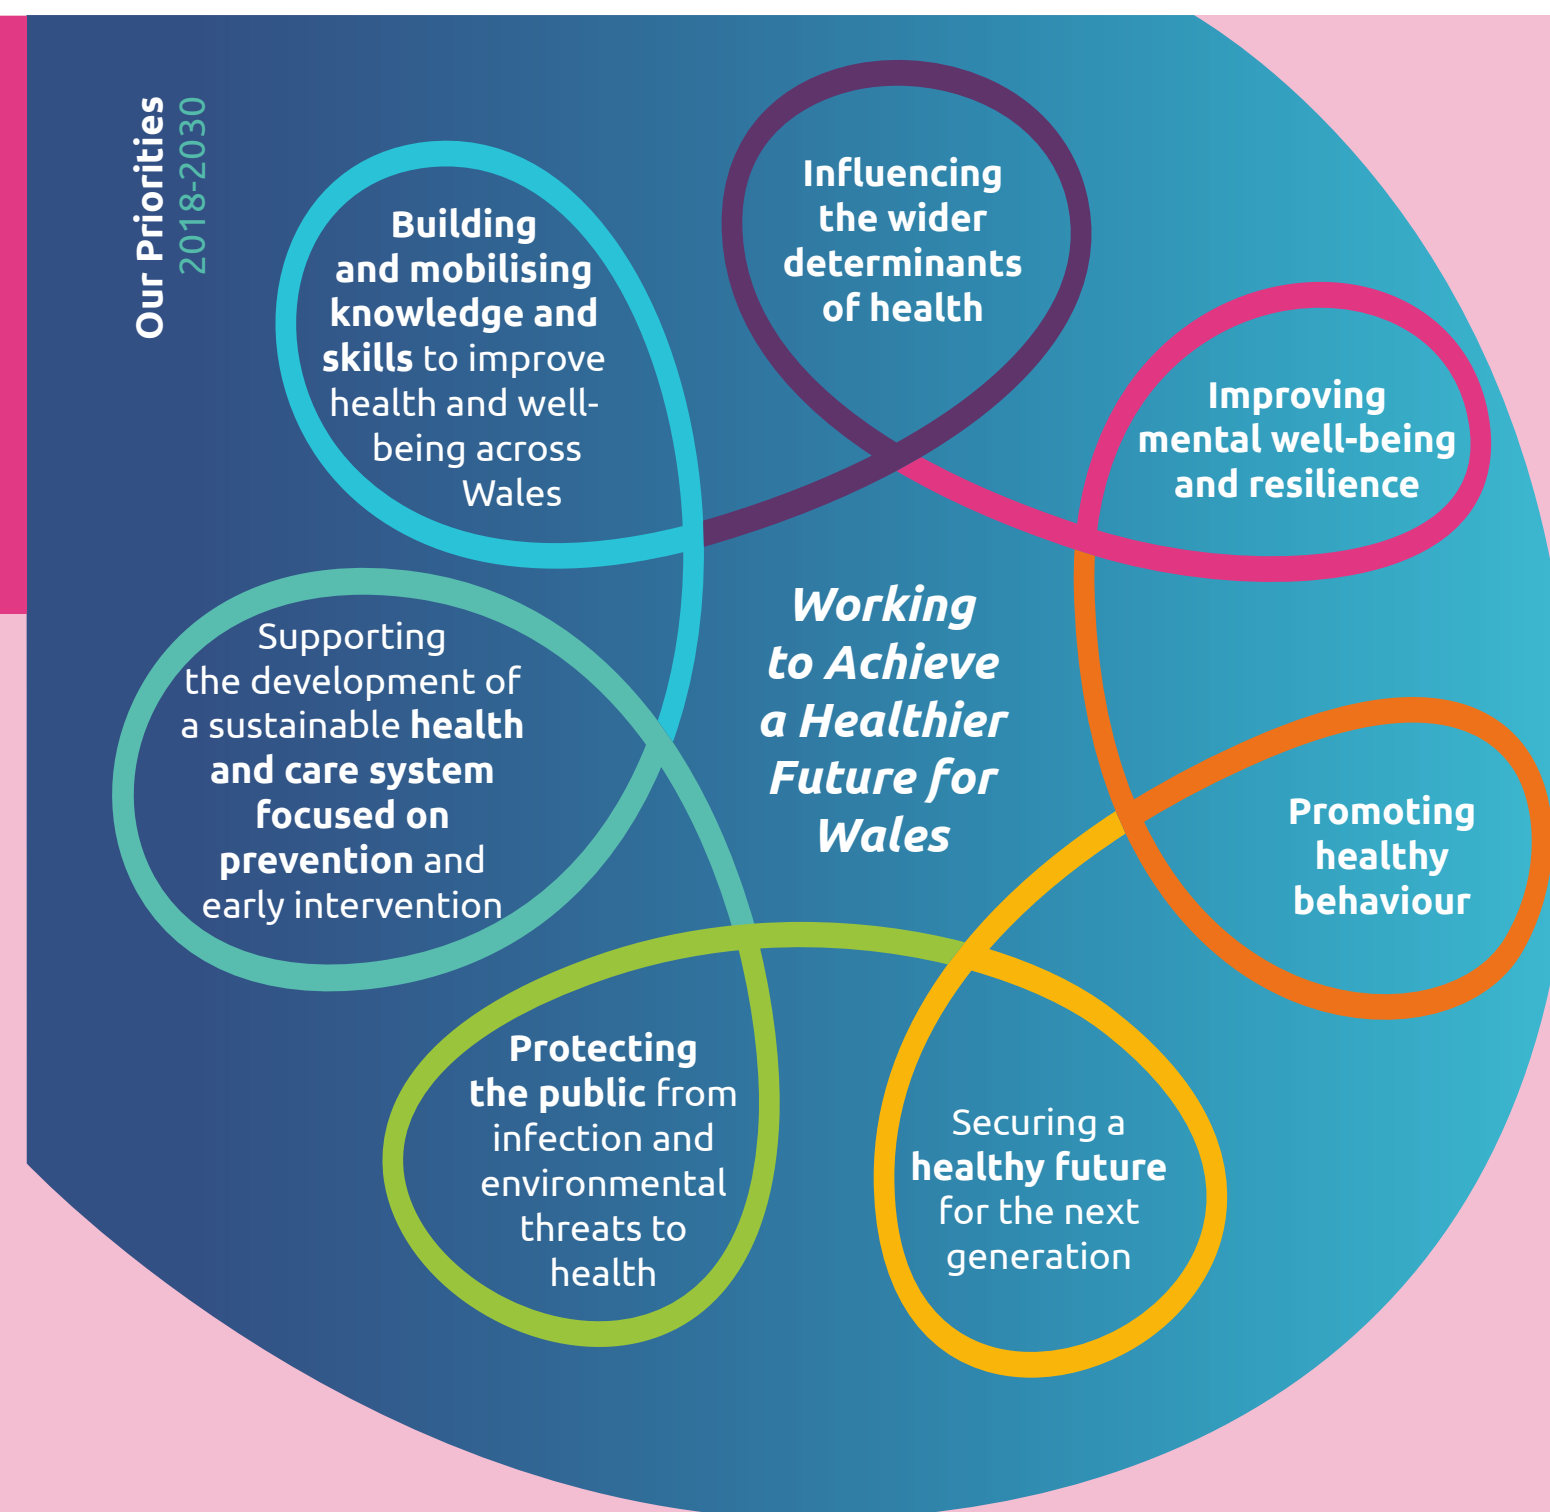 Our Priorities
2018-2030
Influencing
the wider
determinants
of health
Improving
mental well-being
and resilience
Promoting
healthy
behaviour
Securing a
healthy future
for the next
generation
Protecting
the public from
infection and
environmental
threats to
health
Supporting
the development of
a sustainable health
and care system
focused on
prevention and
early intervention
Building
and mobilising
knowledge and
skills to improve
health and well-
being across
Wales
Working
to Achieve
a Healthier
Future for
Wales